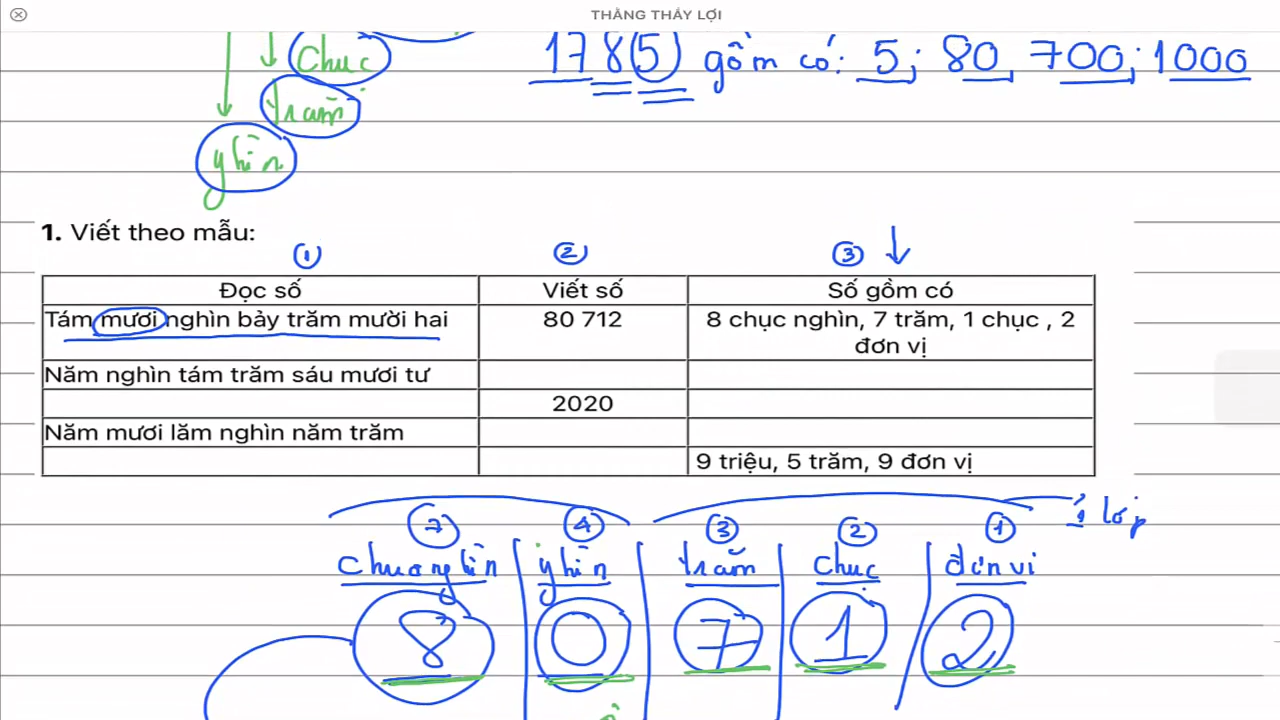 THẮNG THẦY LỢI
chục
1785 gồm có: 5; 80, 700; 1000
trăm
nghìn
1. Viết theo mẫu:
1 2 3
Đọc số Viết số Số gồm có
Tám mươi nghìn bảy trăm mười hai 80 712 8 chục nghìn, 7 trăm, 1 chục , 2 đơn vị
Năm nghìn tám trăm sáu mươi tư
2020
Năm mươi lăm nghìn năm trăm
9 triệu, 5 trăm, 9 đơn vị
4 3 2 1 1 lớp
nghìn trăm chục đơn vi
8 0 7 1 2